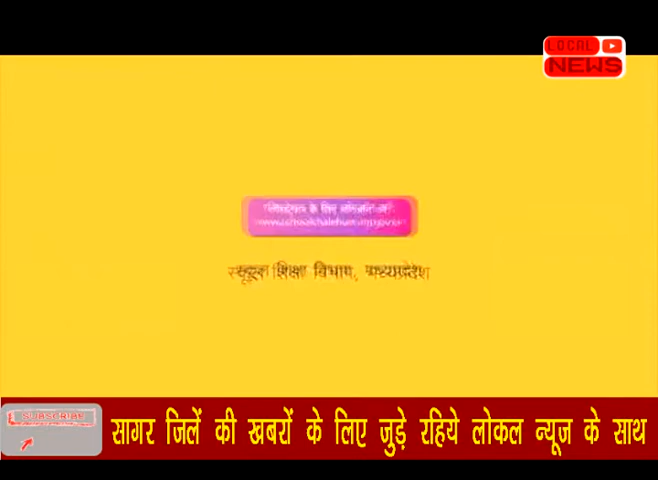 LOCAL
NEWS
के लिए
स्कूल शिक्षा विभाग, मध्यप्रदेश
SUBSCRIBE
सागर जिलें की खबरों के लिए जुड़े रहिये लोकल न्यूज के साथ